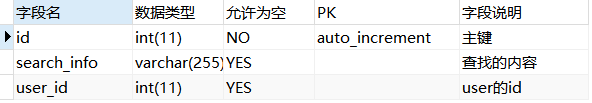 字段名 数据类型 允许为空 PK 字段说明
id int(11) NO auto_increment 主键
search_info varchar(255) YES 查找的内容
user_id int(11) YES user的id